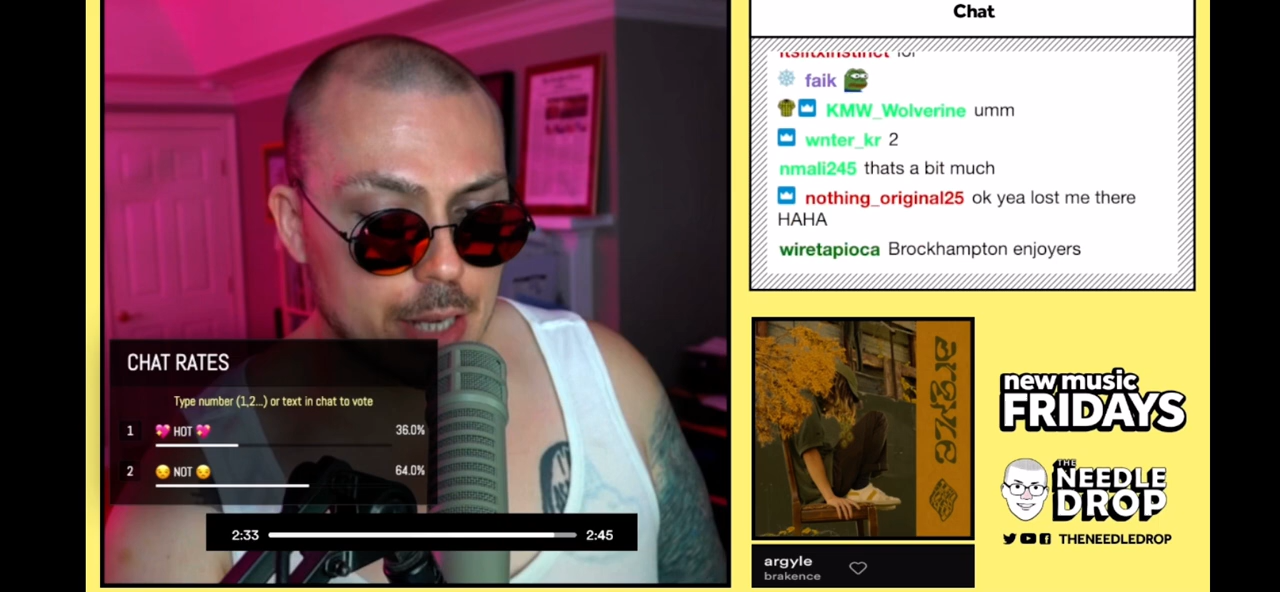 Chat
itslitxinstinct lol
faik
KMW_Wolverine umm
wnter_kr 2
nmali245 thats a bit much
nothing_original25 ok yea lost me there
HAHA
wiretapioca Brockhampton enjoyers
CHAT RATES
Type number (1,2...) or text in chat to vote
1 💖 HOT 💖 36.0%
2 😒 NOT 😒 64.0%
2:33 2:45
argyle
argyle
brakence
new music
FRIDAYS
THE
NEEDLE
DROP
THENEEDLEDROP